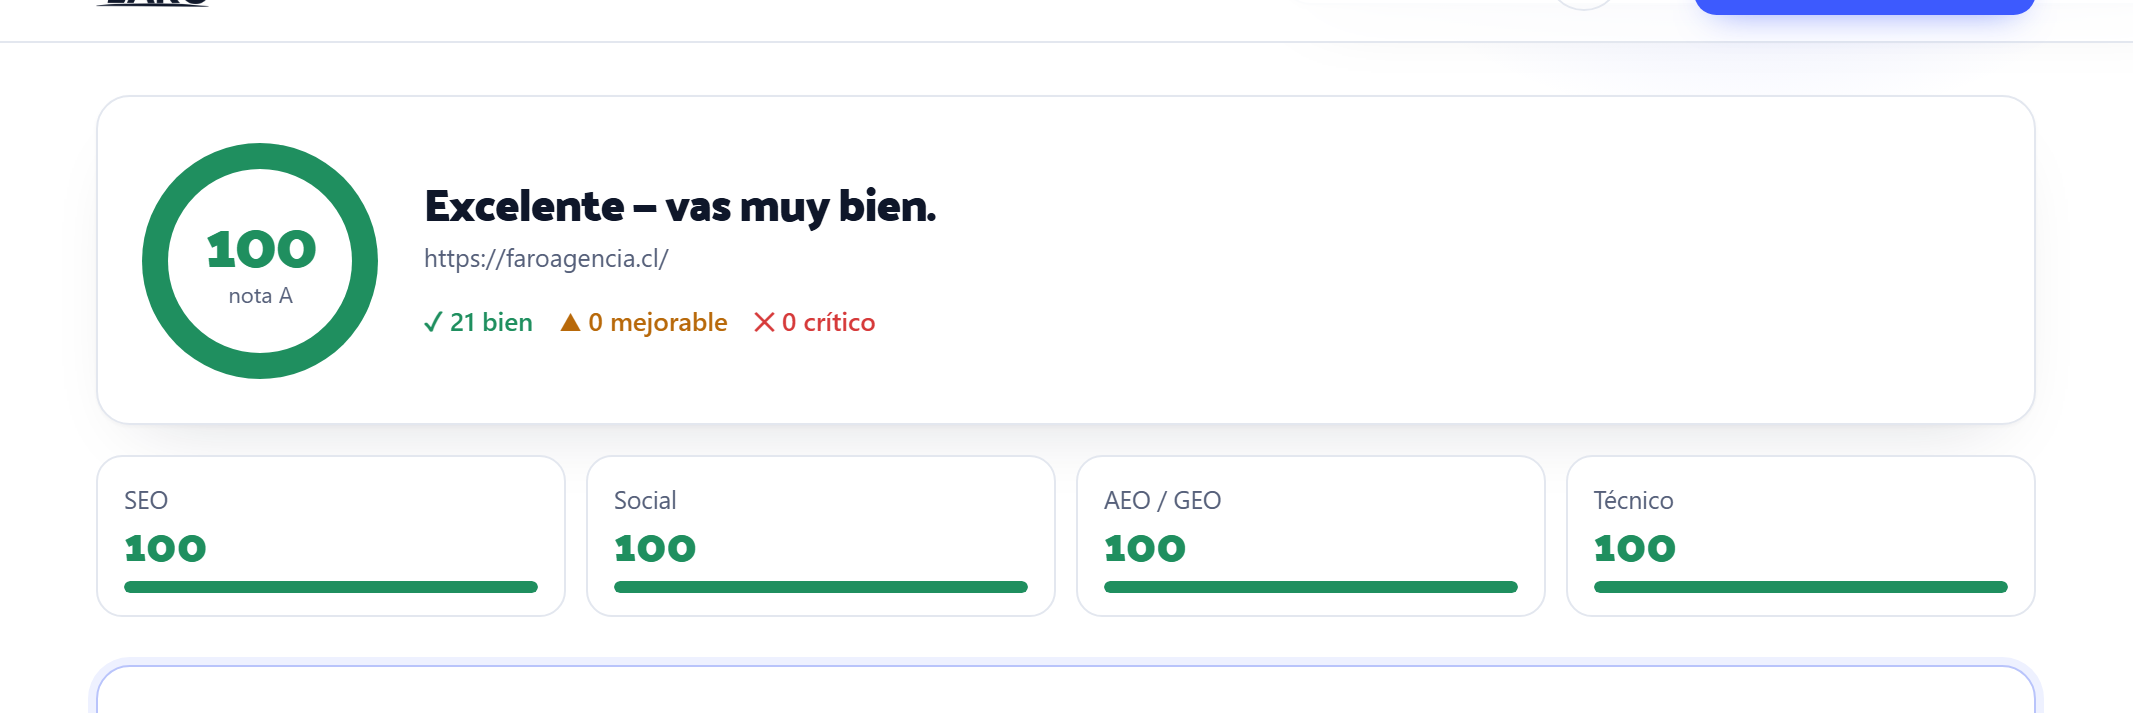 100
nota A
Excelente – vas muy bien.
https://faroagencia.cl/
✓ 21 bien ▲ 0 mejorable ✕ 0 crítico
SEO
100
Social
100
AEO / GEO
100
Técnico
100